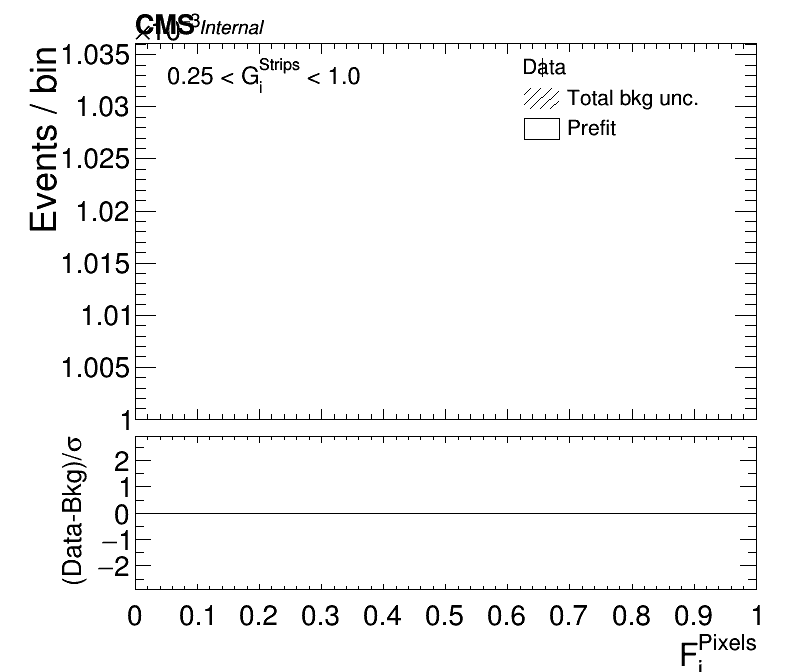 CMS Internal
×10⁻³
Events / bin
1.035
1.03
1.025
1.02
1.015
1.01
1.005
1
0.25 < G_i^Strips < 1.0
Data
Total bkg unc.
Prefit
(Data-Bkg)/σ
2
1
0
−1
−2
0 0.1 0.2 0.3 0.4 0.5 0.6 0.7 0.8 0.9 1
F_i^Pixels